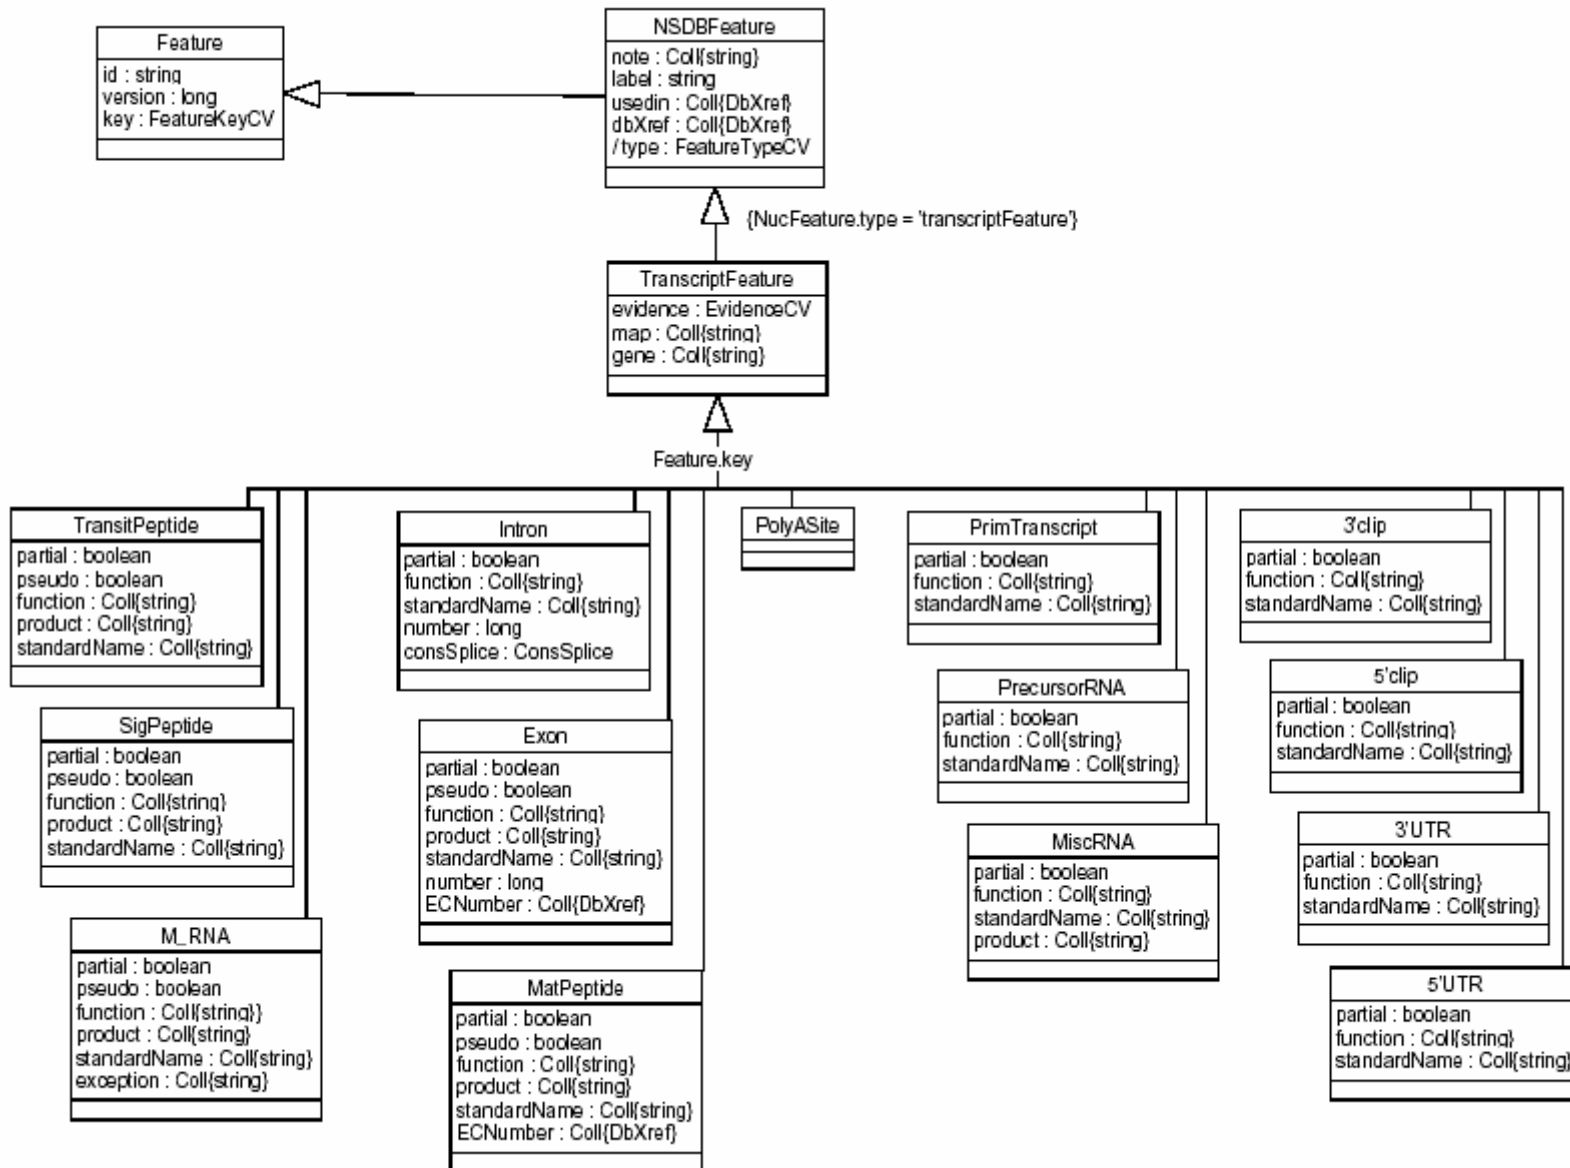 Feature
id : string
version : long
key : FeatureKeyCV
NSDBFeature
note : Coll{string}
label : string
usedin : Coll{DbXref}
dbXref : Coll{DbXref}
/type : FeatureTypeCV
{NucFeature.type = 'transcriptFeature'}
TranscriptFeature
evidence : EvidenceCV
map : Coll{string}
gene : Coll{string}
Feature.key
TransitPeptide
partial : boolean
pseudo : boolean
function : Coll{string}
product : Coll{string}
standardName : Coll{string}
SigPeptide
partial : boolean
pseudo : boolean
function : Coll{string}
product : Coll{string}
standardName : Coll{string}
M_RNA
partial : boolean
pseudo : boolean
function : Coll{string}}
product : Coll{string}
standardName : Coll{string}
exception : Coll{string}
Intron
partial : boolean
function : Coll{string}
standardName : Coll{string}
number : long
consSplice : ConsSplice
Exon
partial : boolean
pseudo : boolean
function : Coll{string}
product : Coll{string}
standardName : Coll{string}
number : long
ECNumber : Coll{DbXref}
MatPeptide
partial : boolean
pseudo : boolean
function : Coll{string}
product : Coll{string}
standardName : Coll{string}
ECNumber : Coll{DbXref}
PolyASite
PrimTranscript
partial : boolean
function : Coll{string}
standardName : Coll{string}
PrecursorRNA
partial : boolean
function : Coll{string}
standardName : Coll{string}
MiscRNA
partial : boolean
function : Coll{string}
standardName : Coll{string}
product : Coll{string}
3'clip
partial : boolean
function : Coll{string}
standardName : Coll{string}
5'clip
partial : boolean
function : Coll{string}
standardName : Coll{string}
3'UTR
partial : boolean
function : Coll{string}
standardName : Coll{string}
5'UTR
partial : boolean
function : Coll{string}
standardName : Coll{string}